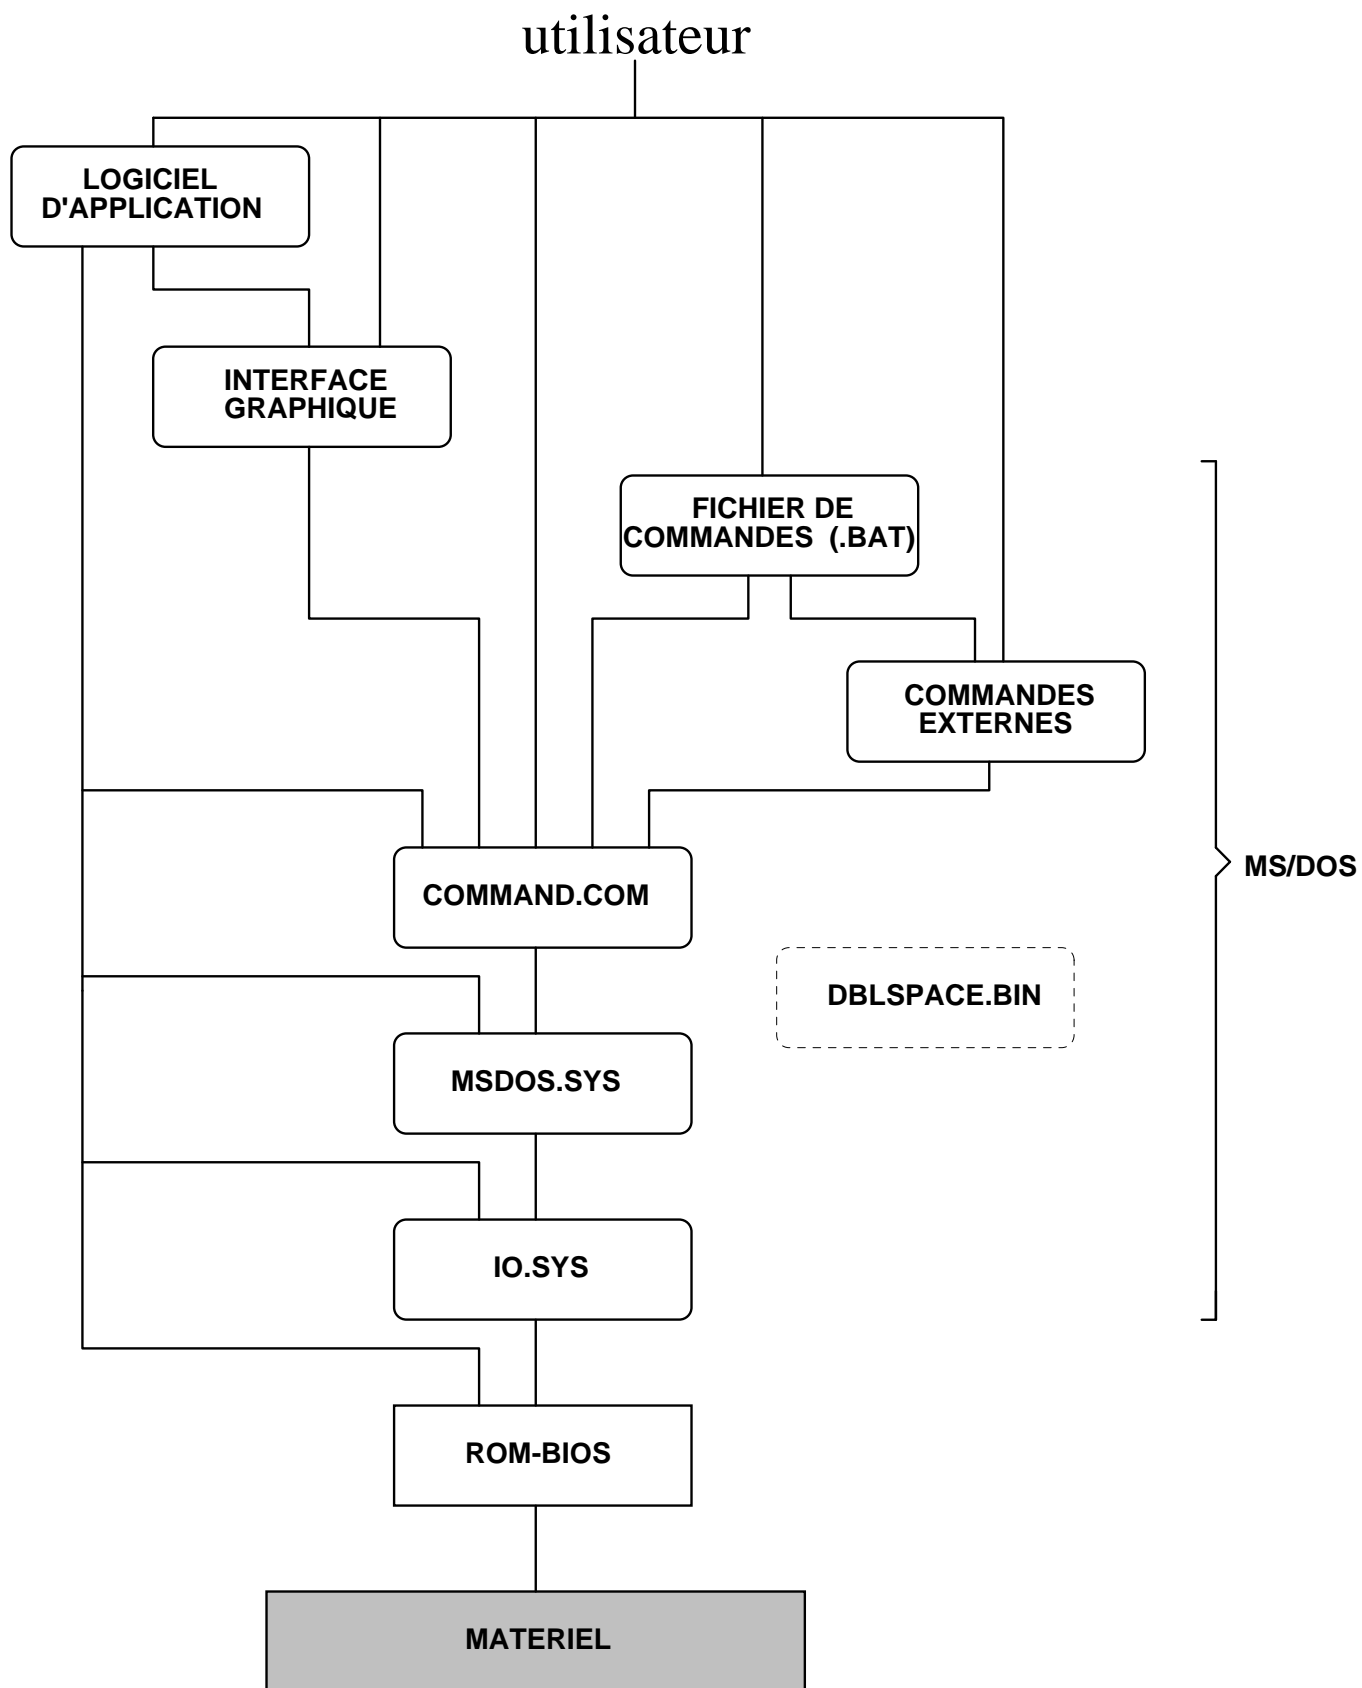 utilisateur
LOGICIEL
D'APPLICATION
INTERFACE
GRAPHIQUE
FICHIER DE
COMMANDES (.BAT)
COMMANDES
EXTERNES
MS/DOS
COMMAND.COM
DBLSPACE.BIN
MSDOS.SYS
IO.SYS
ROM-BIOS
MATERIEL